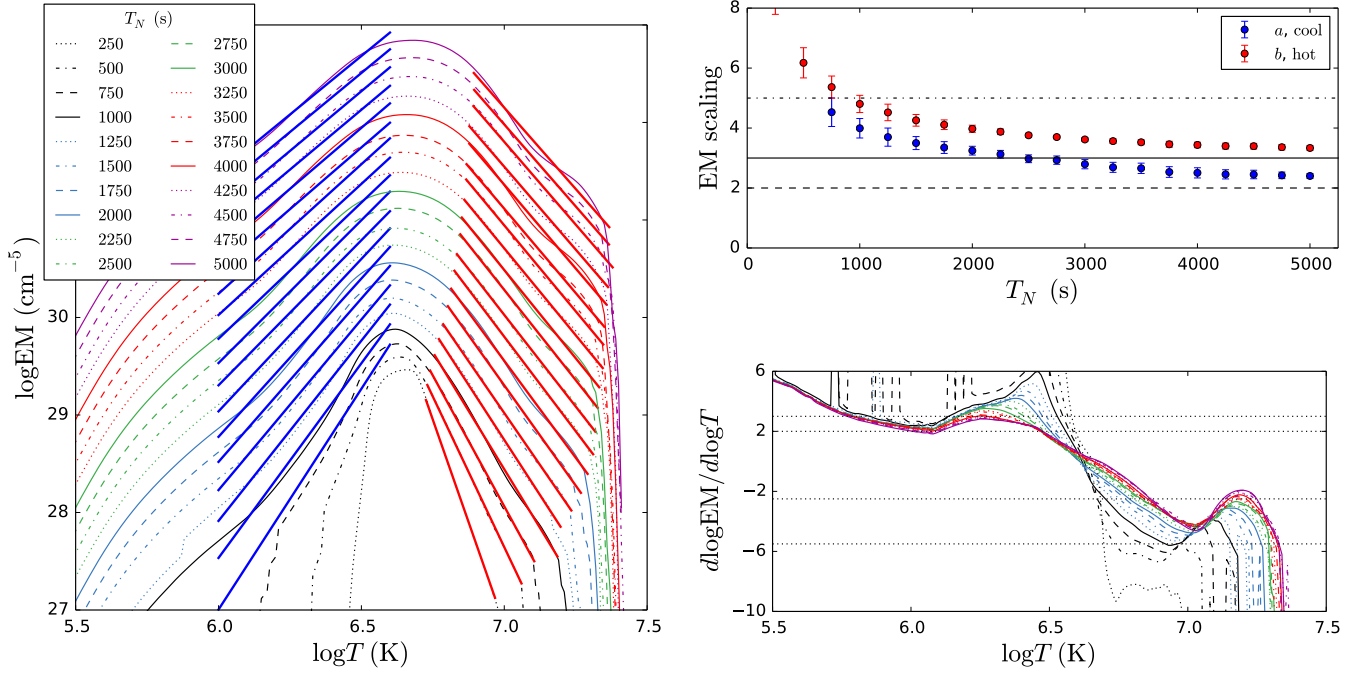 T_N (s)
250 2750
500 3000
750 3250
1000 3500
1250 3750
1500 4000
1750 4250
2000 4500
2250 4750
2500 5000
logEM (cm⁻⁵)
30
29
28
27
5.5 6.0 6.5 7.0 7.5
logT (K)
8
6
4
2
0
EM scaling
a, cool
b, hot
0 1000 2000 3000 4000 5000
T_N (s)
6
2
−2
−6
−10
dlogEM/dlogT
5.5 6.0 6.5 7.0 7.5
logT (K)